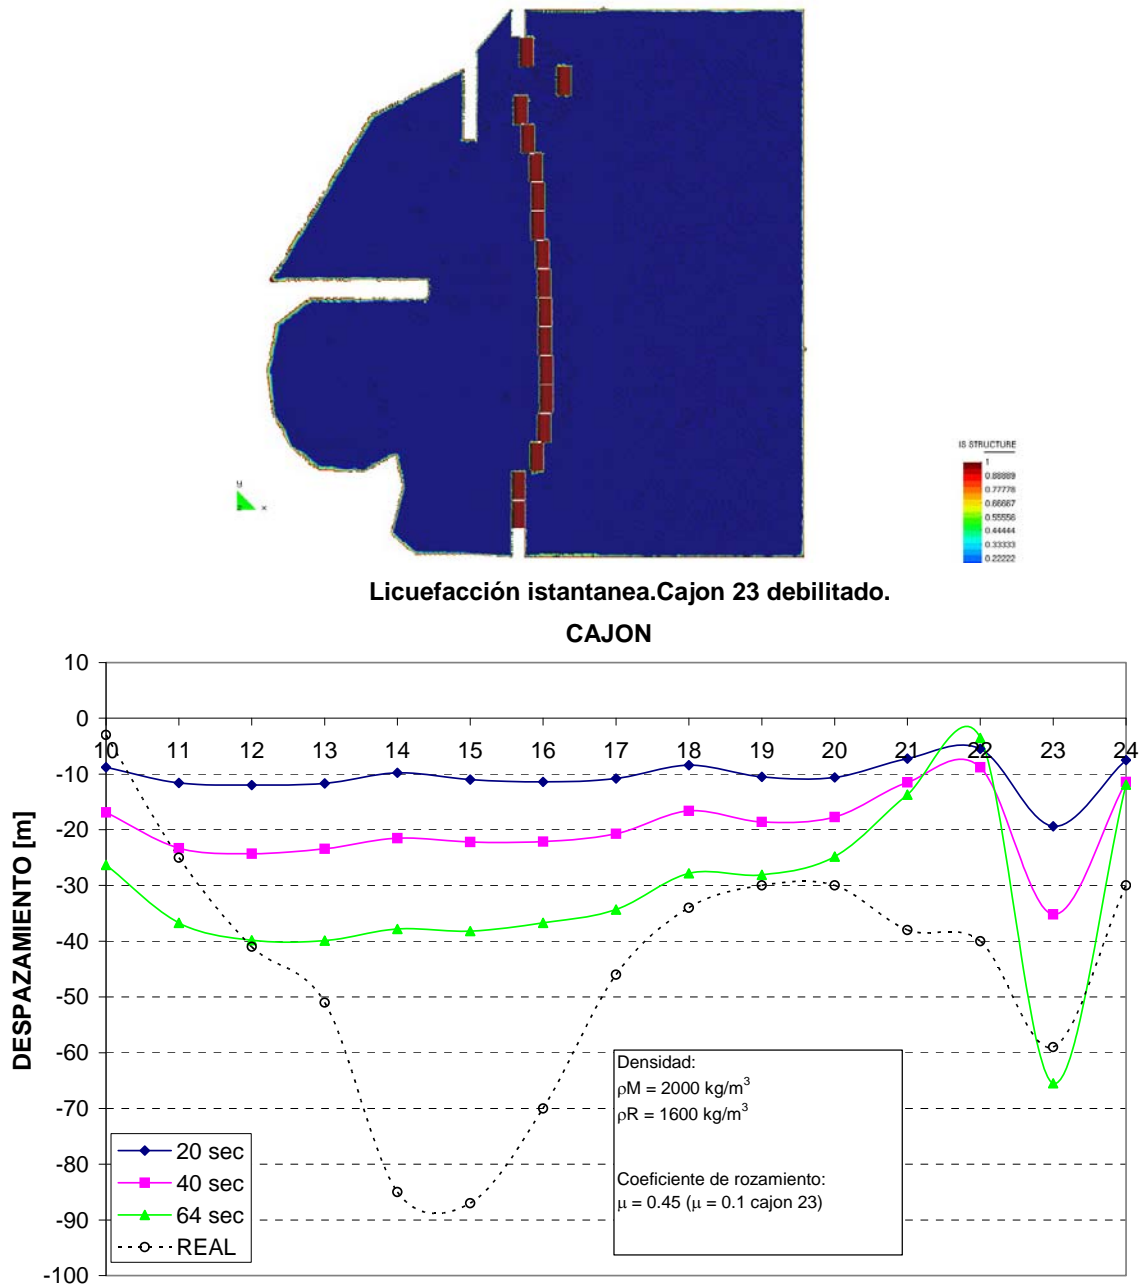 y
z x
IS STRUCTURE
1
0.88889
0.77778
0.66667
0.55556
0.44444
0.33333
0.22222
Licuefacción istantanea.Cajon 23 debilitado.
CAJON
10
0
-10
-20
-30
-40
-50
-60
-70
-80
-90
-100
10 11 12 13 14 15 16 17 18 19 20 21 22 23 24
DESPAZAMIENTO [m]
Densidad:
ρM = 2000 kg/m³
ρR = 1600 kg/m³
Coeficiente de rozamiento:
μ = 0.45 (μ = 0.1 cajon 23)
20 sec
40 sec
64 sec
REAL